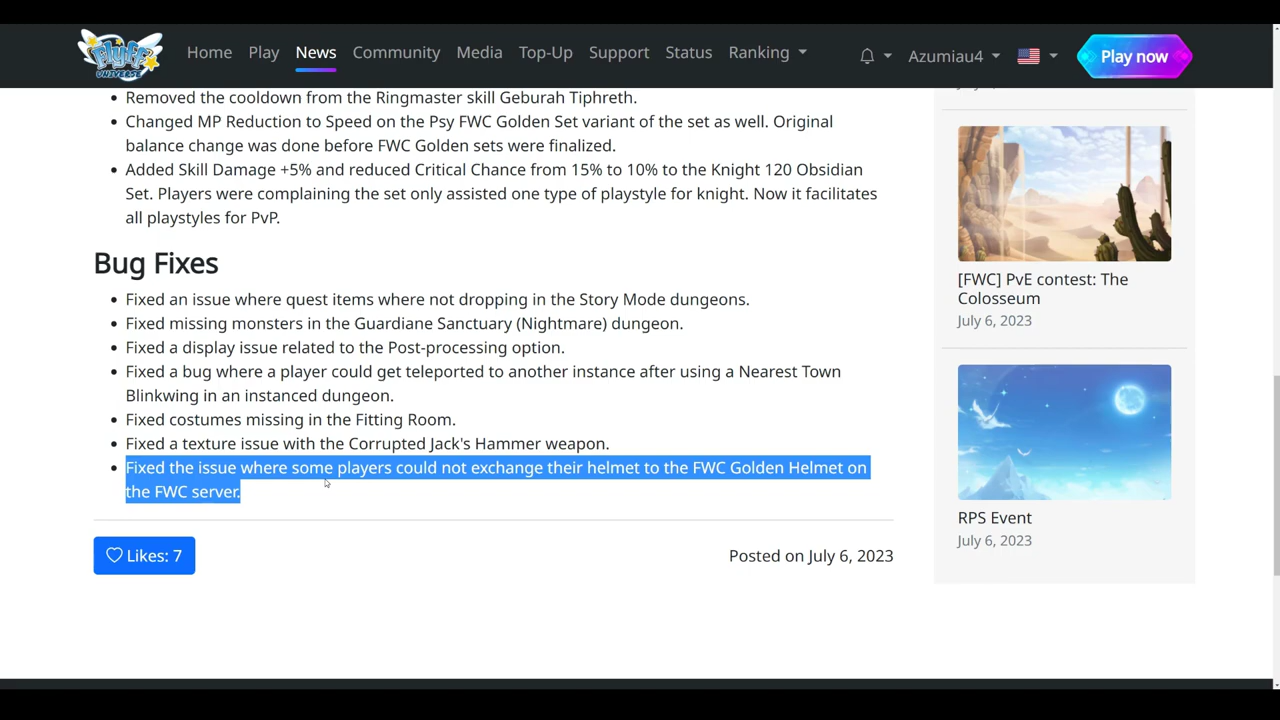 Flyff
UNIVERSE
Home Play News Community Media Top-Up Support Status Ranking
Azumiau4
Play now
Removed the cooldown from the Ringmaster skill Geburah Tiphreth.
Changed MP Reduction to Speed on the Psy FWC Golden Set variant of the set as well. Original
balance change was done before FWC Golden sets were finalized.
Added Skill Damage +5% and reduced Critical Chance from 15% to 10% to the Knight 120 Obsidian
Set. Players were complaining the set only assisted one type of playstyle for knight. Now it facilitates
all playstyles for PvP.
Bug Fixes
Fixed an issue where quest items where not dropping in the Story Mode dungeons.
Fixed missing monsters in the Guardiane Sanctuary (Nightmare) dungeon.
Fixed a display issue related to the Post-processing option.
Fixed a bug where a player could get teleported to another instance after using a Nearest Town
Blinkwing in an instanced dungeon.
Fixed costumes missing in the Fitting Room.
Fixed a texture issue with the Corrupted Jack's Hammer weapon.
Fixed the issue where some players could not exchange their helmet to the FWC Golden Helmet on
the FWC server.
Likes: 7
Posted on July 6, 2023
[FWC] PvE contest: The
Colosseum
July 6, 2023
RPS Event
July 6, 2023